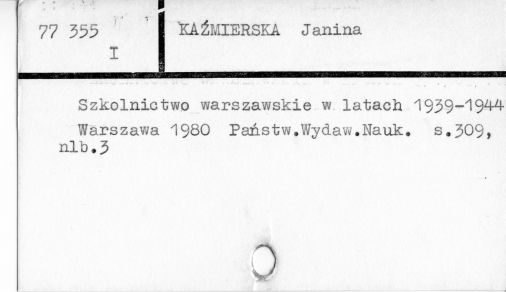 77 355
I
KAŹMIERSKA Janina
Szkolnictwo warszawskie w latach 1939-1944
Warszawa 1980 Państw.Wydaw.Nauk. s.309,
nlb.3